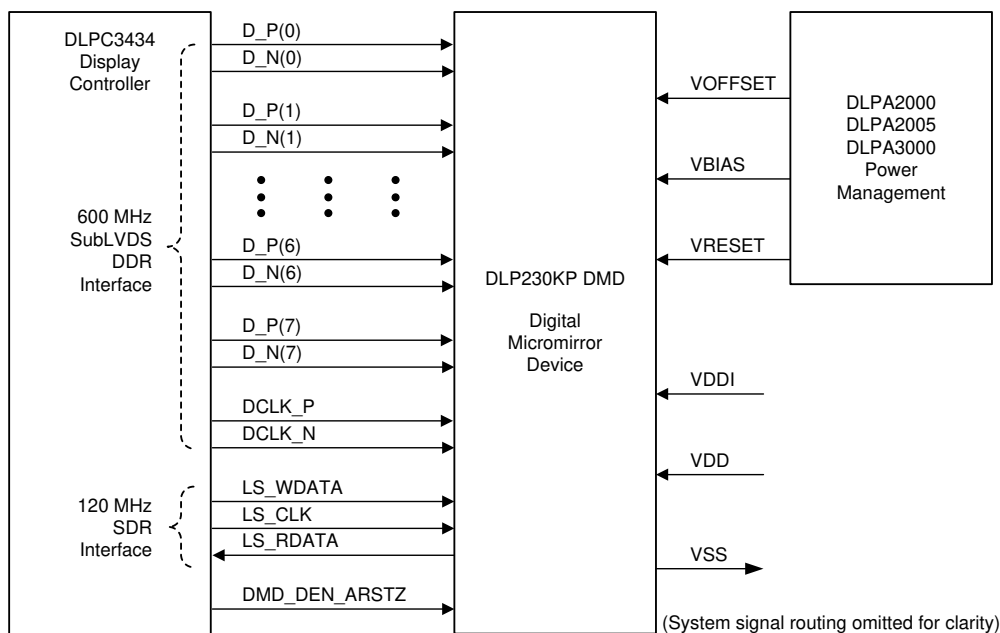 DLPC3434
Display
Controller
600 MHz
SubLVDS
DDR
Interface
120 MHz
SDR
Interface
D_P(0)
D_N(0)
D_P(1)
D_N(1)
D_P(6)
D_N(6)
D_P(7)
D_N(7)
DCLK_P
DCLK_N
LS_WDATA
LS_CLK
LS_RDATA
DMD_DEN_ARSTZ
DLP230KP DMD
Digital
Micromirror
Device
VOFFSET
VBIAS
VRESET
VDDI
VDD
VSS
DLPA2000
DLPA2005
DLPA3000
Power
Management
(System signal routing omitted for clarity)